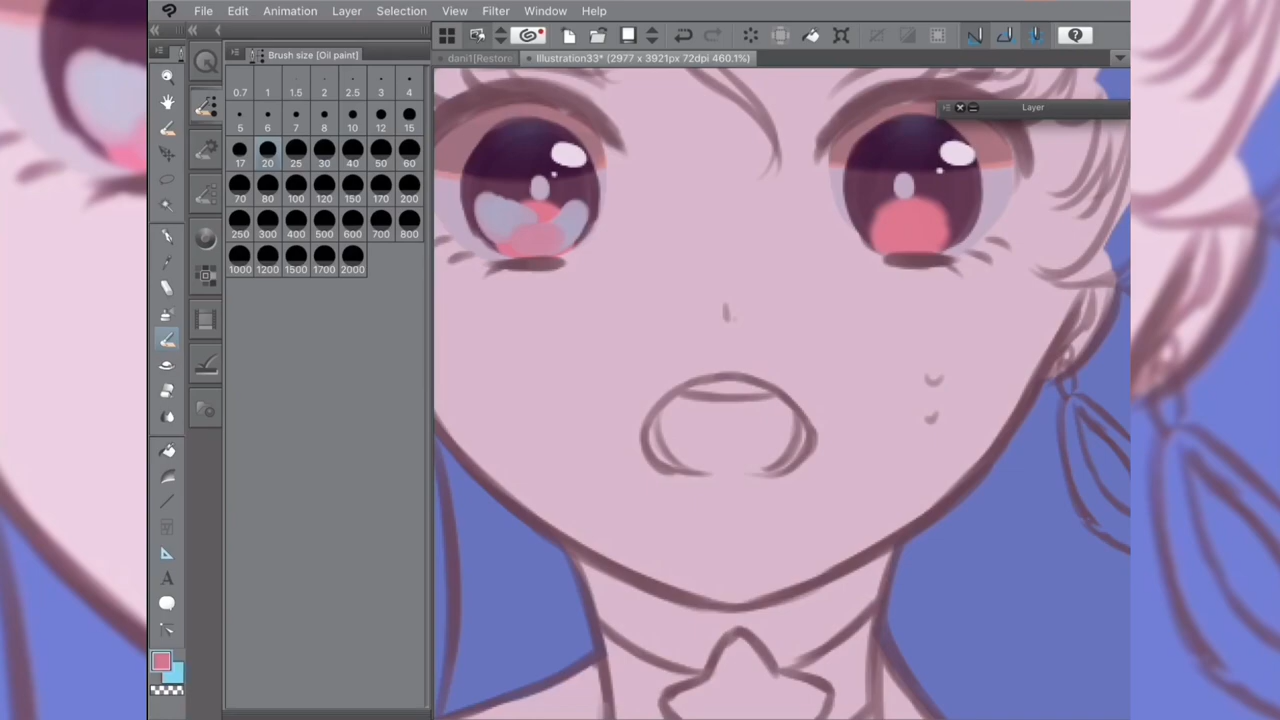 File Edit Animation Layer Selection View Filter Window Help
Brush size [Oil paint]
dani1[Restore Illustration33* (2977 x 3921px 72dpi 460.1%)
Layer
0.7 1 1.5 2 2.5 3 4
5 6 7 8 10 12 15
17 20 25 30 40 50 60
70 80 100 120 150 170 200
250 300 400 500 600 700 800
1000 1200 1500 1700 2000